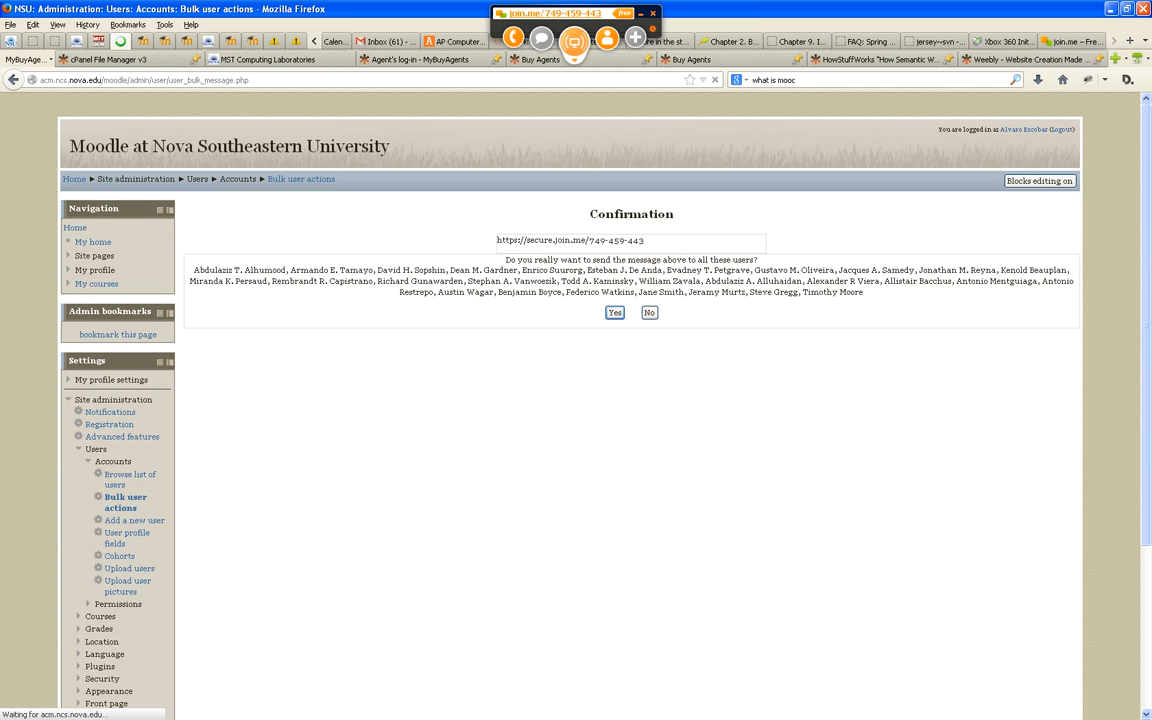 NSU: Administration: Users: Accounts: Bulk user actions - Mozilla Firefox
join.me/749-459-443 free
File Edit View History Bookmarks Tools Help
Calen... Inbox (61) - ... AP Computer... re in the st... Chapter 2. B... Chapter 9. I... FAQ: Spring ... jersey-svn - ... Xbox 360 Init... join.me – Fre...
MyBuyAge... cPanel File Manager v3 MST Computing Laboratories Agent's log-in - MyBuyAgents Buy Agents Buy Agents HowStuffWorks "How Semantic W... Weebly - Website Creation Made ...
acm.ncs.nova.edu/moodle/admin/user/user_bulk_message.php
what is mooc
You are logged in as Alvaro Escobar (Logout)
Moodle at Nova Southeastern University
Home ► Site administration ► Users ► Accounts ► Bulk user actions
Blocks editing on
Navigation
Home
My home
Site pages
My profile
My courses
Admin bookmarks
bookmark this page
Settings
My profile settings
Site administration
Notifications
Registration
Advanced features
Users
Accounts
Browse list of
users
Bulk user
actions
Add a new user
User profile
fields
Cohorts
Upload users
Upload user
pictures
Permissions
Courses
Grades
Location
Language
Plugins
Security
Appearance
Front page
Confirmation
https://secure.join.me/749-459-443
Do you really want to send the message above to all these users?
Abdulaziz T. Alhumood, Armando E. Tamayo, David H. Sopshin, Dean M. Gardner, Enrico Suurorg, Esteban J. De Anda, Evadney T. Petgrave, Gustavo M. Oliveira, Jacques A. Samedy, Jonathan M. Reyna, Kenold Beauplan,
Miranda K. Persaud, Rembrandt R. Capistrano, Richard Gunawarden, Stephan A. Vanwoezik, Todd A. Kaminsky, William Zavala, Abdulaziz A. Alluhaidan, Alexander R Viera, Allistair Bacchus, Antonio Mentguiaga, Antonio
Restrepo, Austin Wagar, Benjamin Boyce, Federico Watkins, Jane Smith, Jeramy Murtz, Steve Gregg, Timothy Moore
Yes No
Waiting for acm.ncs.nova.edu...